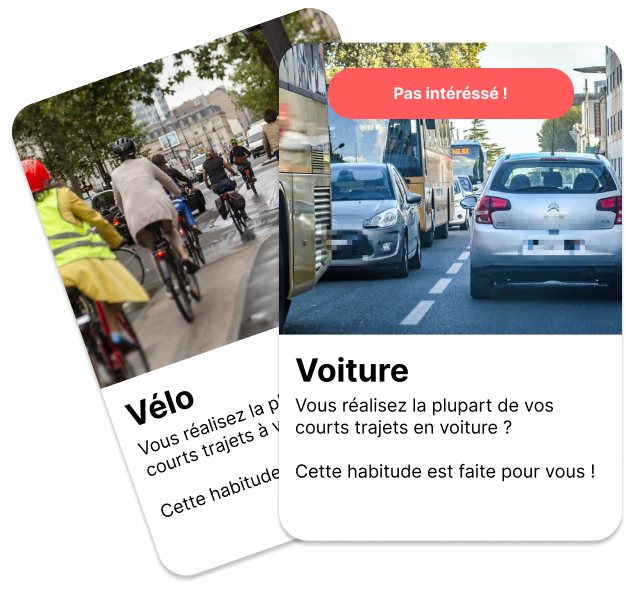 Pas intéréssé !
Vélo
Vous réalisez la
courts trajets à
Cette habitude
Voiture
Vous réalisez la plupart de vos
courts trajets en voiture ?
Cette habitude est faite pour vous !